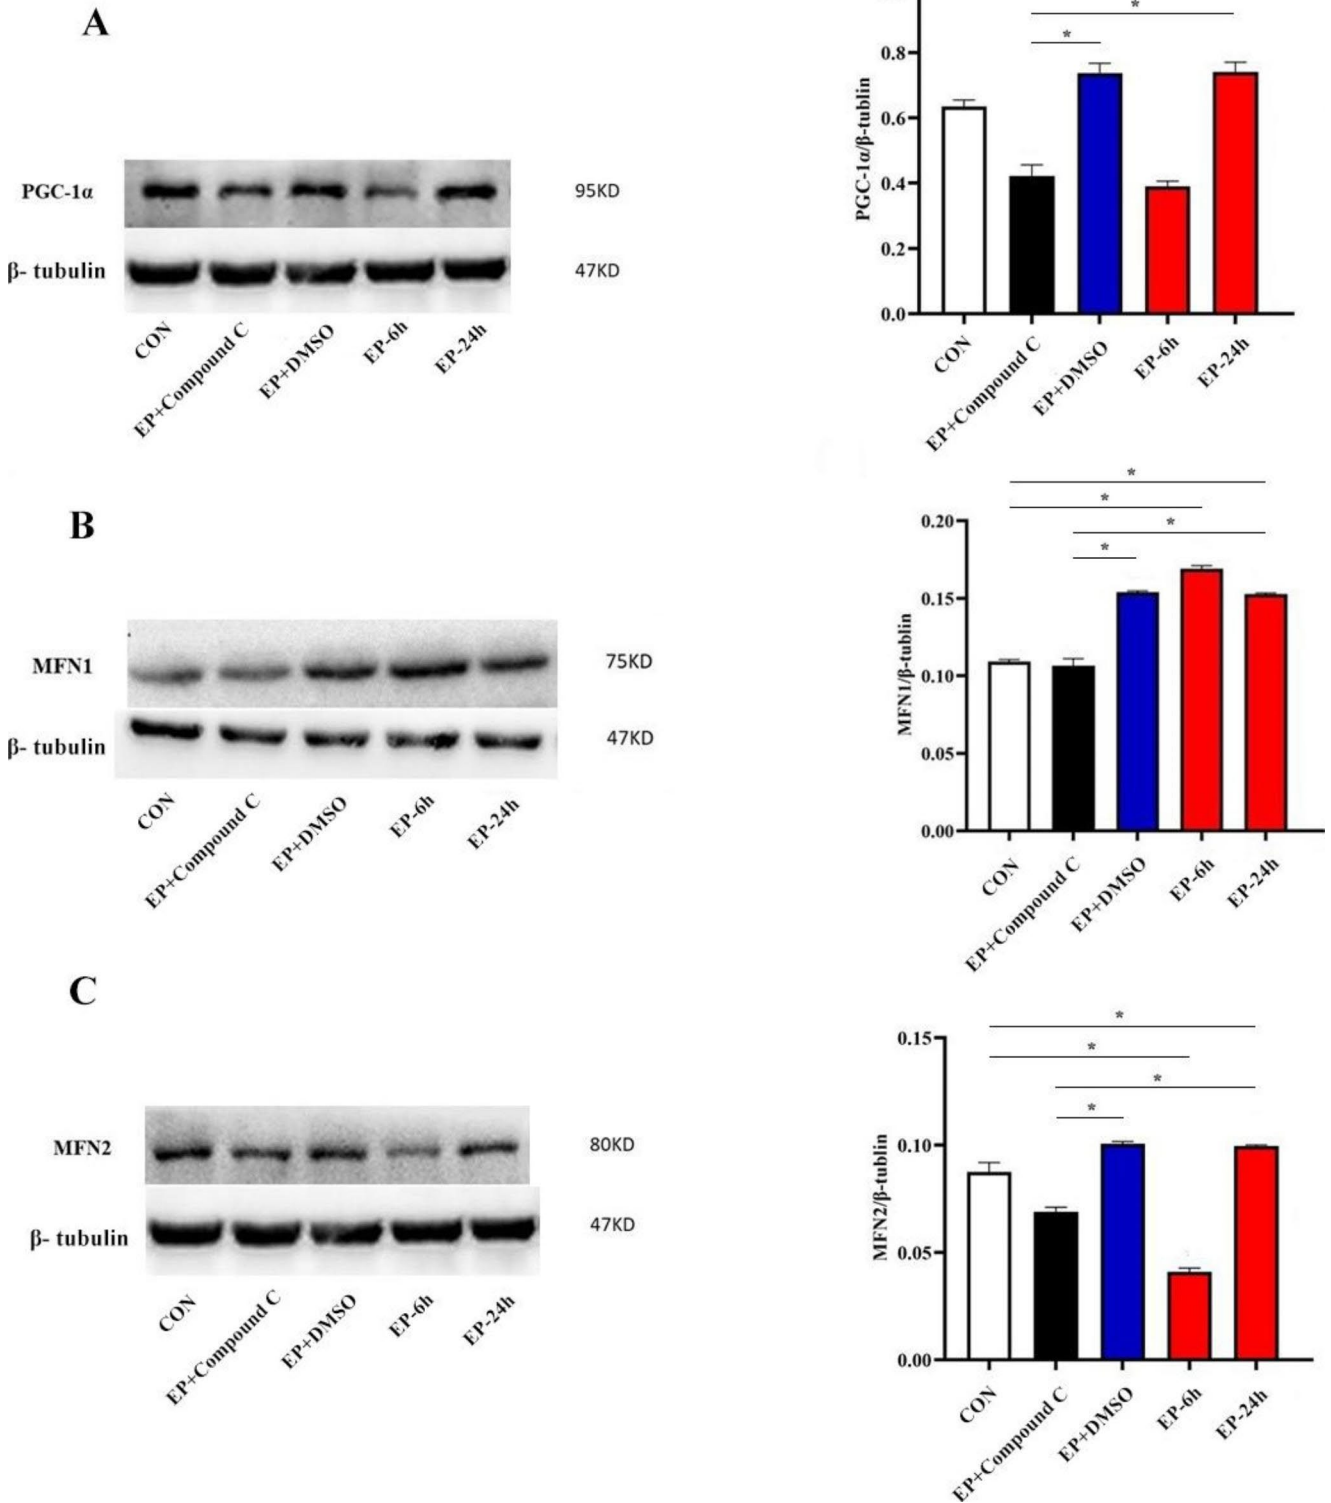 A
PGC-1α
95KD
β- tubulin
47KD
CON
EP+Compound C
EP+DMSO
EP-6h
EP-24h
*
*
PGC-1α/β-tublin
0.8
0.6
0.4
0.2
0.0
CON
EP+Compound C
EP+DMSO
EP-6h
EP-24h
B
MFN1
75KD
β- tubulin
47KD
CON
EP+Compound C
EP+DMSO
EP-6h
EP-24h
*
*
*
*
MFN1/β-tublin
0.20
0.15
0.10
0.05
0.00
CON
EP+Compound C
EP+DMSO
EP-6h
EP-24h
C
MFN2
80KD
β- tubulin
47KD
CON
EP+Compound C
EP+DMSO
EP-6h
EP-24h
*
*
*
*
MFN2/β-tublin
0.15
0.10
0.05
0.00
CON
EP+Compound C
EP+DMSO
EP-6h
EP-24h